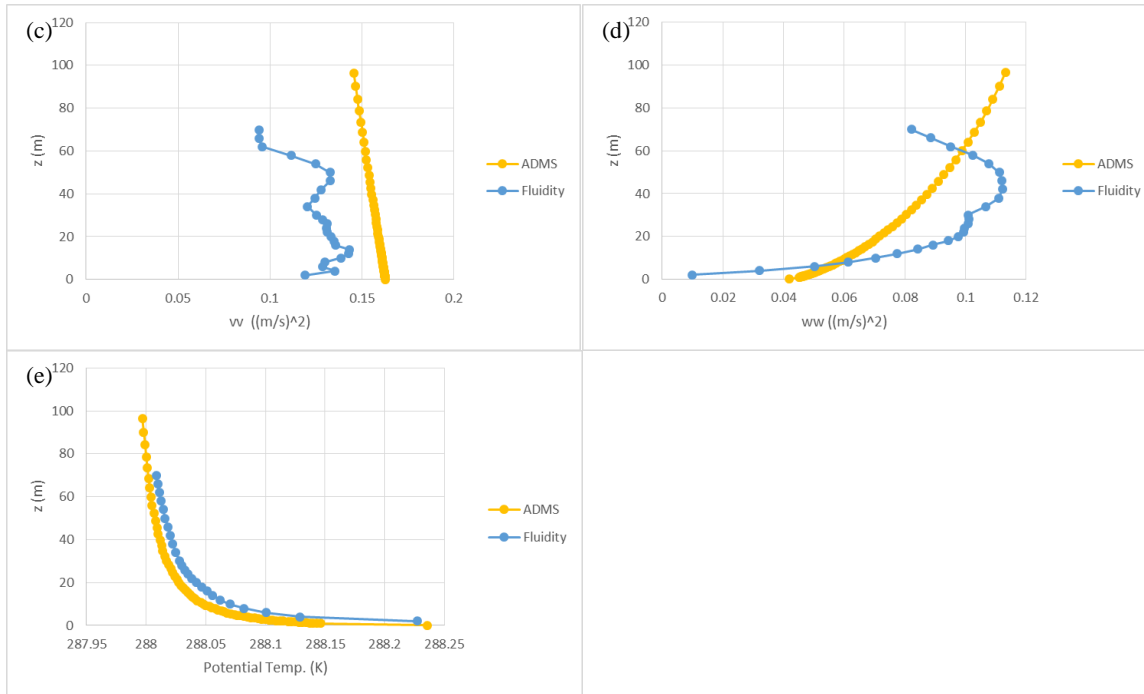 (c)
120
100
80
60
40
20
0
z (m)
0
0.05
0.1
0.15
0.2
vv ((m/s)^2)
ADMS
Fluidity
(d)
120
100
80
60
40
20
0
z (m)
0
0.02
0.04
0.06
0.08
0.1
0.12
ww ((m/s)^2)
ADMS
Fluidity
(e)
120
100
80
60
40
20
0
z (m)
287.95
288
288.05
288.1
288.15
288.2
288.25
Potential Temp. (K)
ADMS
Fluidity